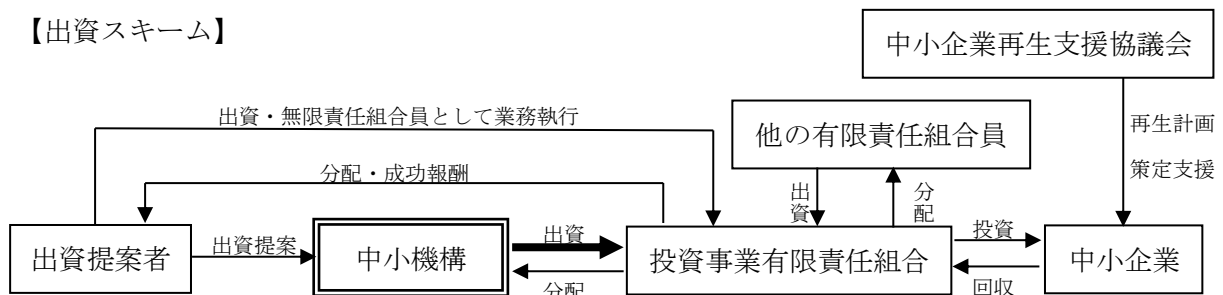 【出資スキーム】
中小企業再生支援協議会
出資・無限責任組合員として業務執行
他の有限責任組合員
再生計画
策定支援
分配・成功報酬
出資
分配
出資提案者
出資提案
中小機構
出資
分配
投資事業有限責任組合
投資
回収
中小企業